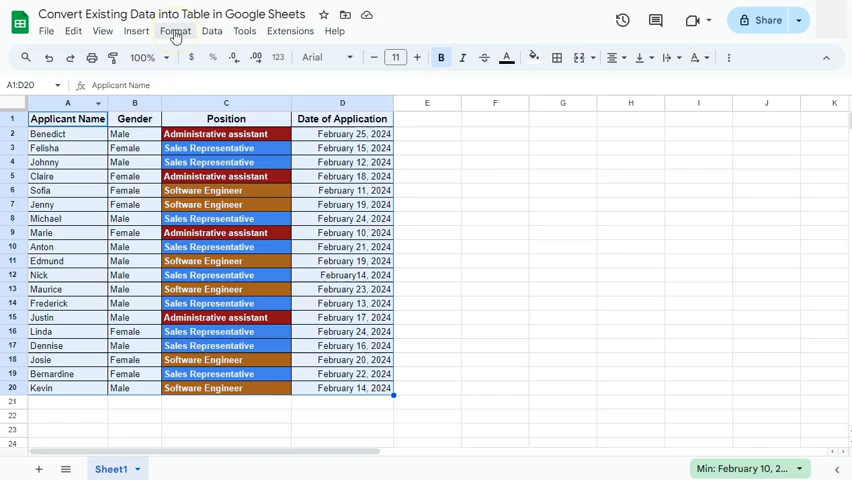 Convert Existing Data into Table in Google Sheets
File Edit View Insert Format Data Tools Extensions Help
Share
100% $ % .0 .00 123 Arial 11 B I A
A1:D20 fx Applicant Name
A B C D E F G H I J K
1 Applicant Name Gender Position Date of Application
2 Benedict Male Administrative assistant February 25, 2024
3 Felisha Female Sales Representative February 15, 2024
4 Johnny Male Sales Representative February 12, 2024
5 Claire Female Administrative assistant February 18, 2024
6 Sofia Female Software Engineer February 11, 2024
7 Jenny Female Software Engineer February 19, 2024
8 Michael Male Sales Representative February 24, 2024
9 Marie Female Administrative assistant February 10, 2024
10 Anton Male Sales Representative February 21, 2024
11 Edmund Male Software Engineer February 19, 2024
12 Nick Male Sales Representative February14, 2024
13 Maurice Male Software Engineer February 23, 2024
14 Frederick Male Sales Representative February 13, 2024
15 Justin Male Administrative assistant February 17, 2024
16 Linda Female Sales Representative February 24, 2024
17 Dennise Male Sales Representative February 16, 2024
18 Josie Female Software Engineer February 20, 2024
19 Bernardine Female Sales Representative February 22, 2024
20 Kevin Male Software Engineer February 14, 2024
21
22
23
24
Sheet1 Min: February 10, 2...